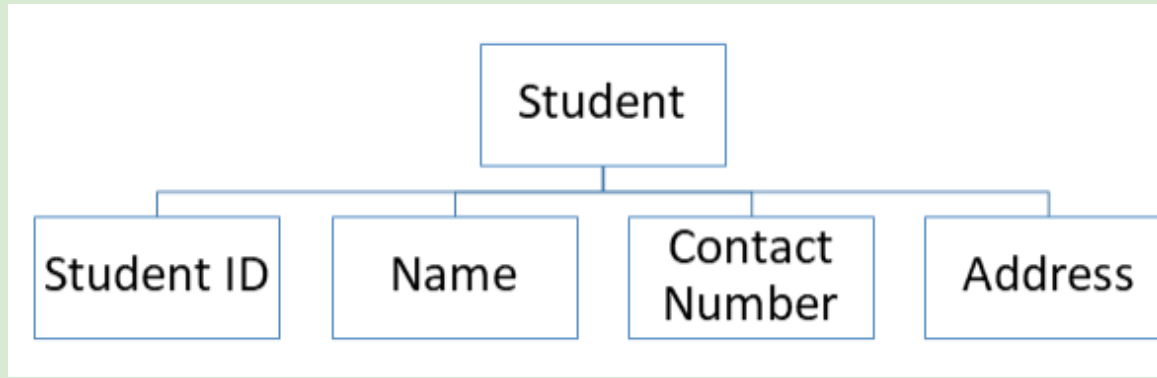 Student
Student ID
Name
Contact
Number
Address